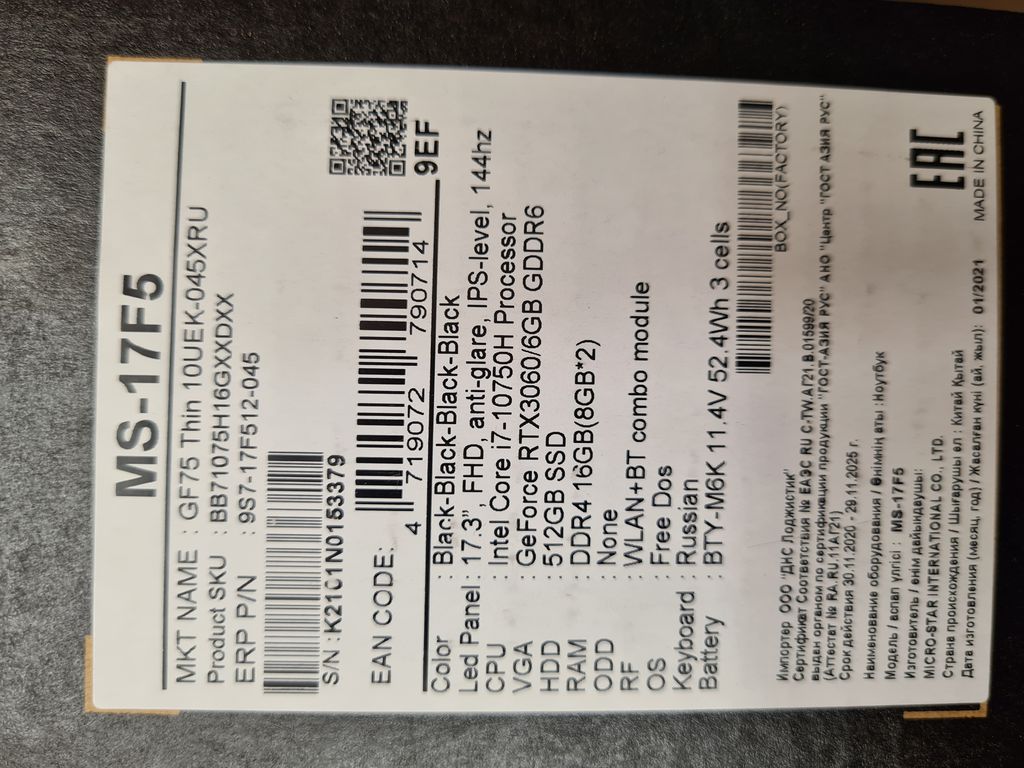 MS-17F5
MKT NAME : GF75 Thin 10UEK-045XRU
Product SKU : BB71075H16GXXDXX
ERP P/N : 9S7-17F512-045
S/N : K21C1N0153379
EAN CODE:
4 719072 790714
9EF
Color : Black-Black-Black-Black-Black
Led Panel : 17.3", FHD, anti-glare, IPS-level, 144hz
CPU : Intel Core i7-10750H Processor
VGA : GeForce RTX3060/6GB GDDR6
HDD : 512GB SSD
RAM : DDR4 16GB(8GB*2)
ODD : None
RF : WLAN+BT combo module
OS : Free Dos
Keyboard : Russian
Battery : BTY-M6K 11.4V 52.4Wh 3 cells
BOX_NO(FACTORY)
Импортер ООО "ДНС Лоджистик"
Сертификат Соответствия № ЕАЭС RU C-TW.АГ21.В.01599/20
выдан органом по сертификации продукции "ГОСТ-АЗИЯ РУС" АНО "Центр "ГОСТ АЗИЯ РУС"
(Аттестат № RA.RU.11АГ21)
Срок действия 30.11.2020 - 29.11.2025 г.
Наименование оборудования / Өнімнің аты : Ноутбук
Модель / үлгісі : MS-17F5
Изготовитель / өнім дайындаушы:
MICRO-STAR INTERNATIONAL CO., LTD.
Страна происхождения / Шығарушы ел : Китай Қытай
Дата изготовления (месяц, год) / Жасалған күні (ай, жыл): 01/2021
EAC
MADE IN CHINA